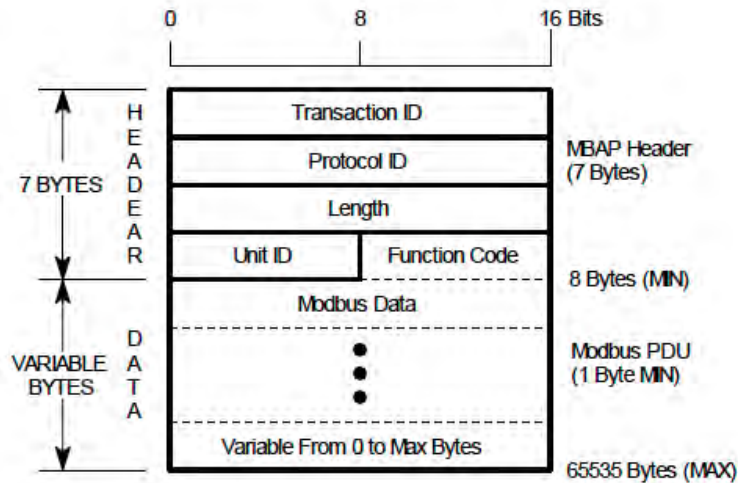 0 8 16 Bits
HEADEAR
Transaction ID
Protocol ID
MBAP Header
(7 Bytes)
7 BYTES
Length
Unit ID Function Code
8 Bytes (MIN)
Modbus Data
VARIABLE
BYTES
DATA
Modbus PDU
(1 Byte MIN)
Variable From 0 to Max Bytes
65535 Bytes (MAX)